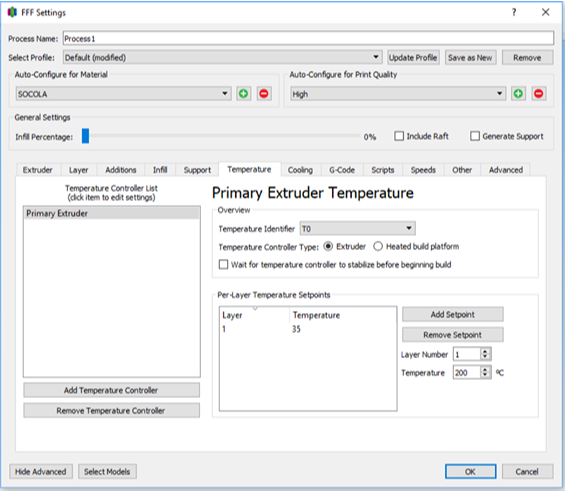 FFF Settings
Process Name: Process1
Select Profile: Default (modified) Update Profile Save as New Remove
Auto-Configure for Material Auto-Configure for Print Quality
SOCOLA High
General Settings
Infill Percentage: 0% Include Raft Generate Support
Extruder Layer Additions Infill Support Temperature Cooling G-Code Scripts Speeds Other Advanced
Temperature Controller List
(click item to edit settings)
Primary Extruder
Add Temperature Controller
Remove Temperature Controller
Primary Extruder Temperature
Overview
Temperature Identifier T0
Temperature Controller Type: Extruder Heated build platform
Wait for temperature controller to stabilize before beginning build
Per-Layer Temperature Setpoints
Layer Temperature
1 35
Add Setpoint
Remove Setpoint
Layer Number 1
Temperature 200 °C
Hide Advanced Select Models OK Cancel